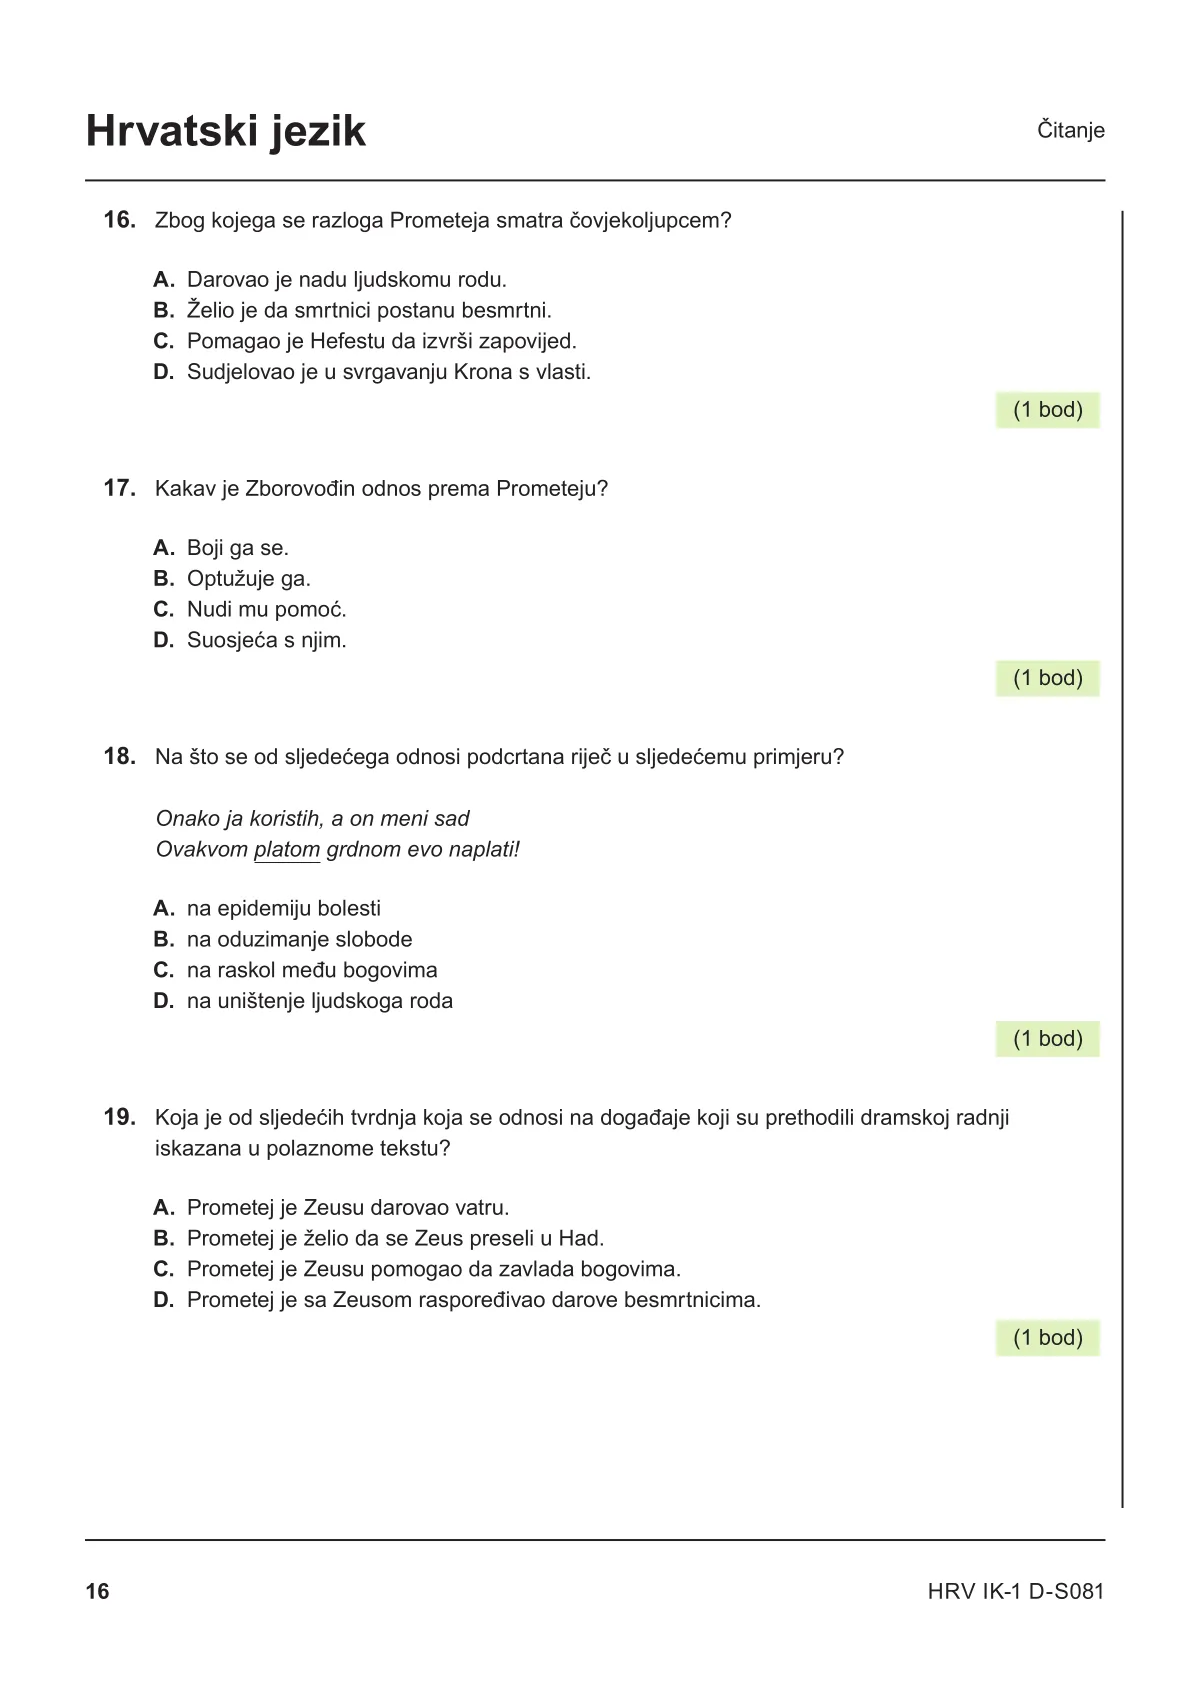 Hrvatski jezik
Čitanje
16. Zbog kojega se razloga Prometeja smatra čovjekoljupcem?
A. Darovao je nadu ljudskomu rodu.
B. Želio je da smrtnici postanu besmrtni.
C. Pomagao je Hefestu da izvrši zapovijed.
D. Sudjelovao je u svrgavanju Krona s vlasti.
(1 bod)
17. Kakav je Zborovođin odnos prema Prometeju?
A. Boji ga se.
B. Optužuje ga.
C. Nudi mu pomoć.
D. Suosjeća s njim.
(1 bod)
18. Na što se od sljedećega odnosi podcrtana riječ u sljedećemu primjeru?
Onako ja koristih, a on meni sad
Ovakvom platom grdnom evo naplati!
A. na epidemiju bolesti
B. na oduzimanje slobode
C. na raskol među bogovima
D. na uništenje ljudskoga roda
(1 bod)
19. Koja je od sljedećih tvrdnja koja se odnosi na događaje koji su prethodili dramskoj radnji
iskazana u polaznome tekstu?
A. Prometej je Zeusu darovao vatru.
B. Prometej je želio da se Zeus preseli u Had.
C. Prometej je Zeusu pomogao da zavlada bogovima.
D. Prometej je sa Zeusom raspoređivao darove besmrtnicima.
(1 bod)
16
HRV IK-1 D-S081